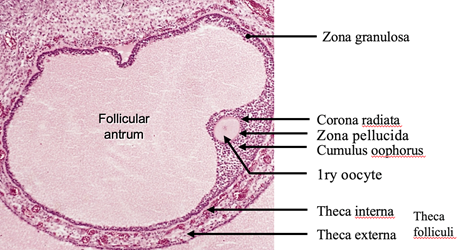 Zona granulosa
Follicular
antrum
Corona radiata
Zona pellucida
Cumulus oophorus
1ry oocyte
Theca interna
Theca externa
Theca
folliculi